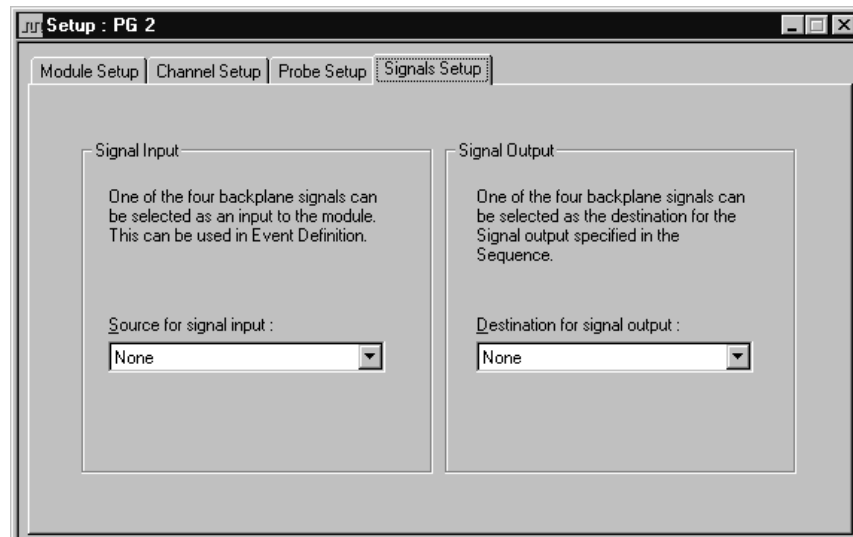 Setup : PG 2
Module Setup
Channel Setup
Probe Setup
Signals Setup
Signal Input
One of the four backplane signals can
be selected as an input to the module.
This can be used in Event Definition.
Source for signal input :
None
Signal Output
One of the four backplane signals can
be selected as the destination for the
Signal output specified in the
Sequence.
Destination for signal output :
None